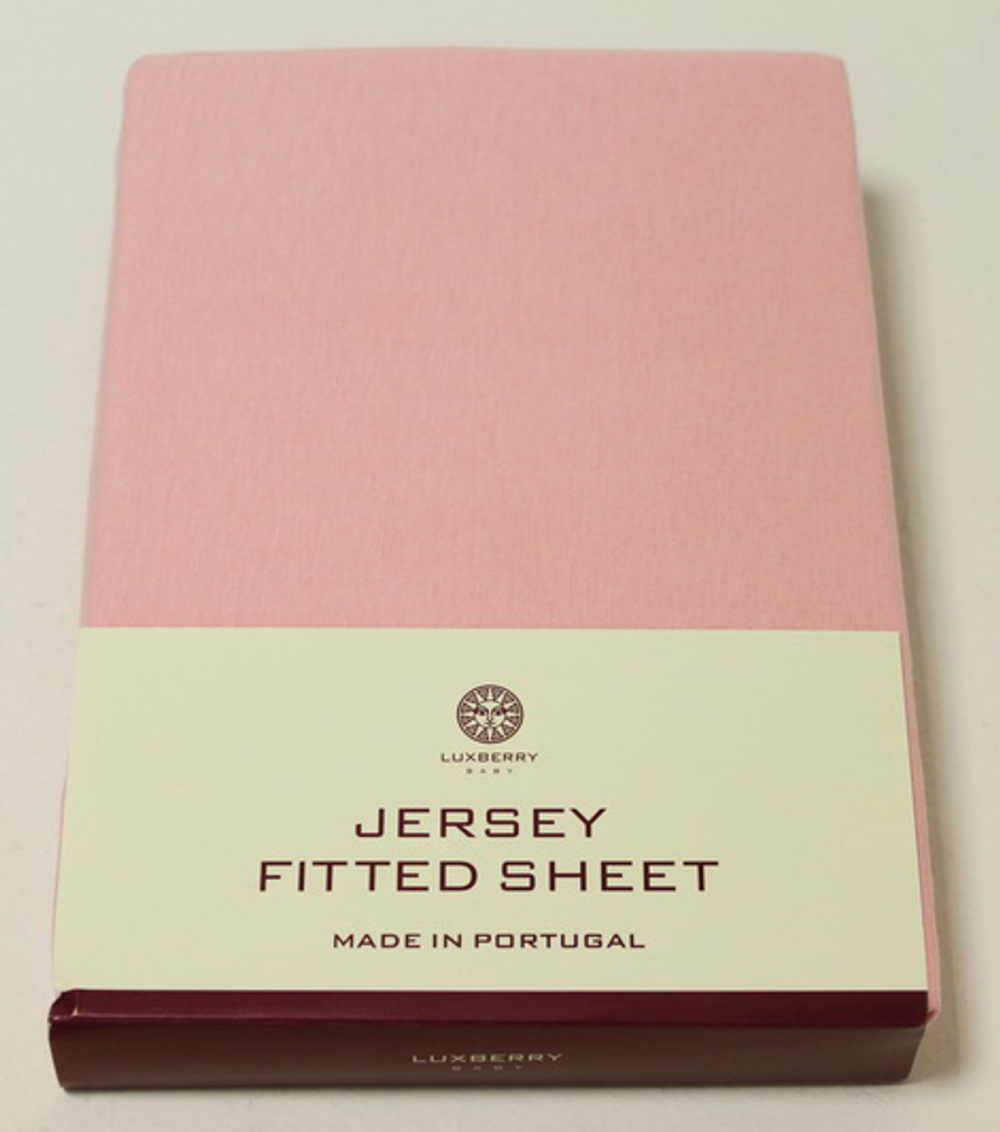 LUXBERRY
BABY
JERSEY
FITTED SHEET
MADE IN PORTUGAL
LUXBERRY
BABY